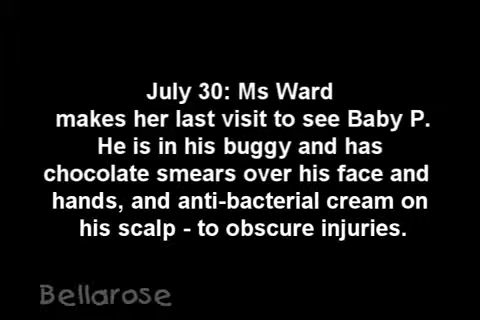 July 30: Ms Ward
makes her last visit to see Baby P.
He is in his buggy and has
chocolate smears over his face and
hands, and anti-bacterial cream on
his scalp - to obscure injuries.
Bellarose